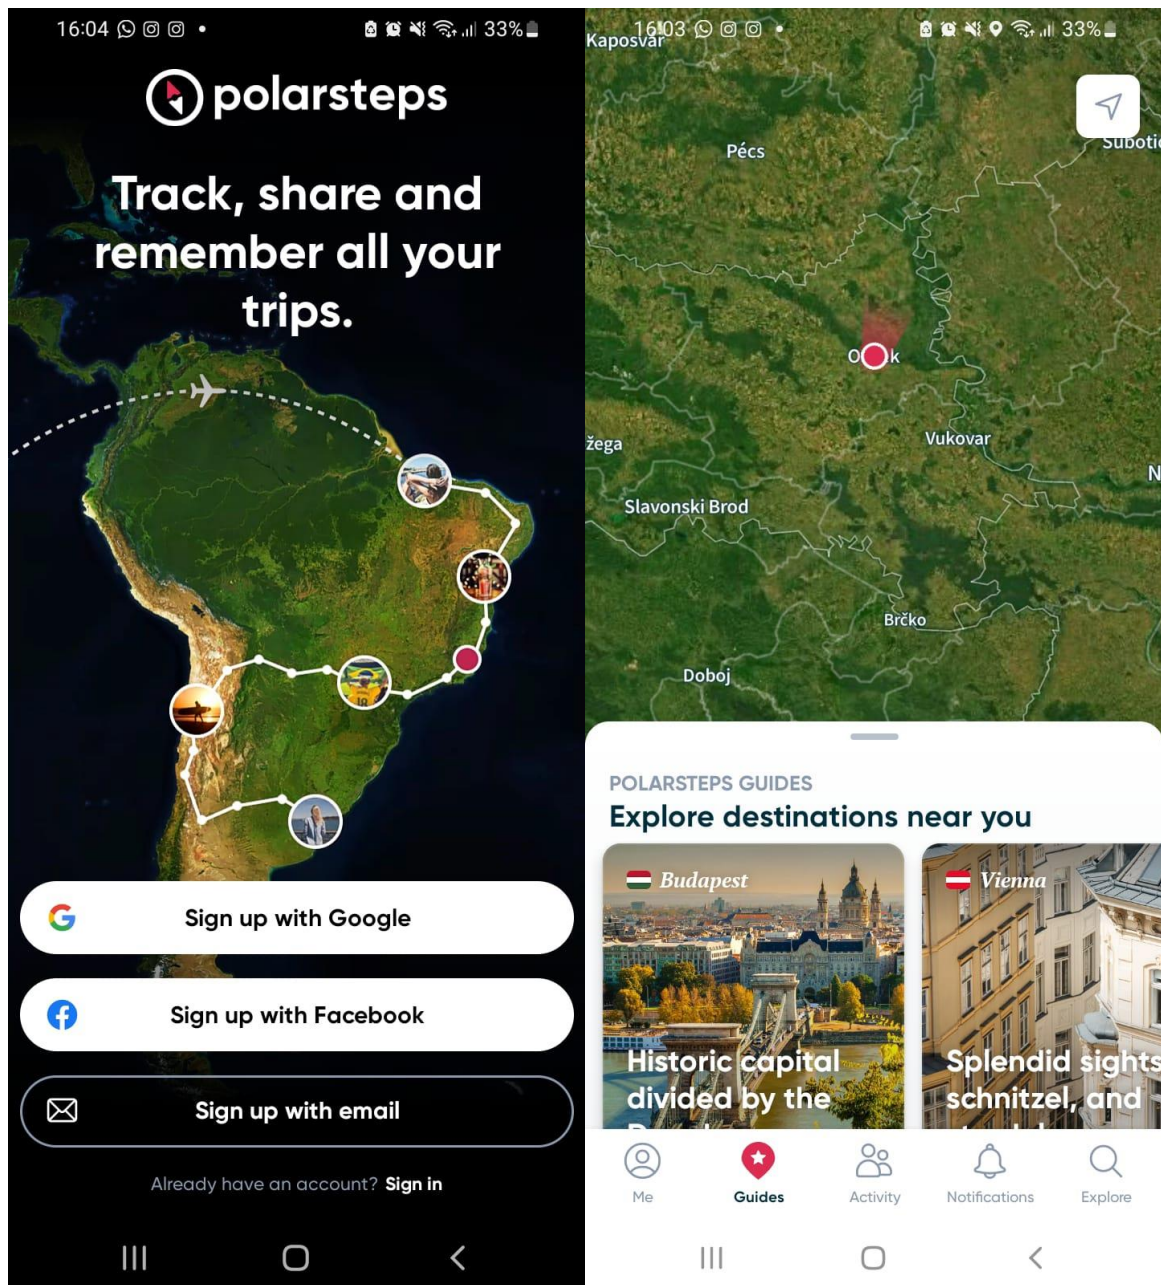 16:04
33%
polarsteps
Track, share and
remember all your
trips.
Sign up with Google
Sign up with Facebook
Sign up with email
Already have an account? Sign in
16:03
33%
Kaposvár
Pécs
Vukovar
Slavonski Brod
Brčko
Doboj
POLARSTEPS GUIDES
Explore destinations near you
Budapest
Historic capital
divided by the
Vienna
Splendid sights
schnitzel, and
Me
Guides
Activity
Notifications
Explore